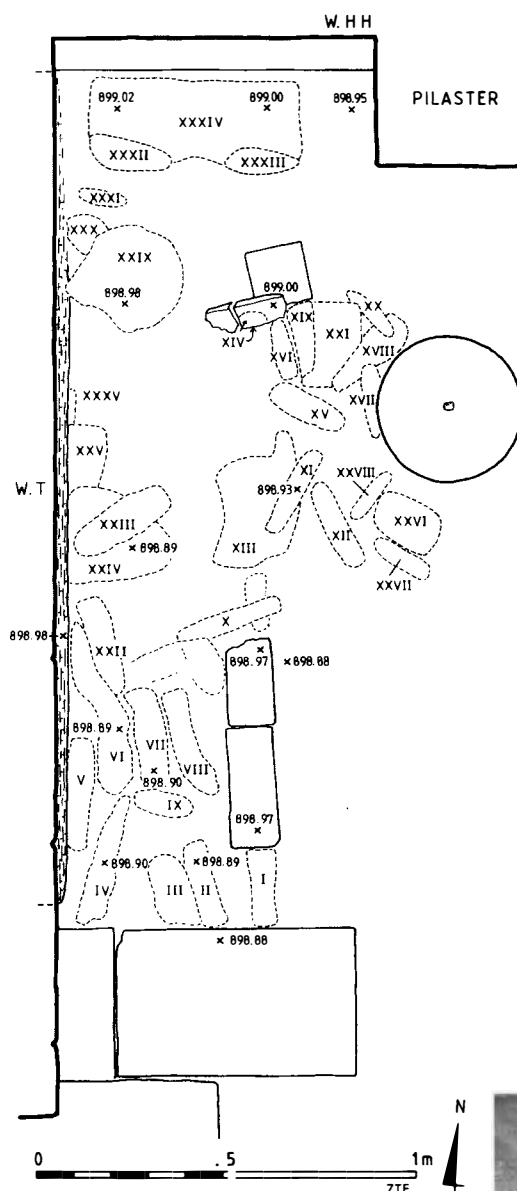 W.HH
899.02 899.00 898.95
PILASTER
XXXIV
XXXII XXXIII
XXXI
XXX
XXIX
898.98
899.00
XX
XIX
XXI
XIV
XVI
XVIII
XXXV
XVII
XV
XXV
XI
XXVIII
W.T
898.93
XXIII
XII
XXVI
898.89
XIII
XXIV
XXVII
X
898.98
XXII
898.97 898.88
898.89
VI VII
V
VIII
898.90
IX
898.97
898.90 898.89
IV III II I
898.88
N
0 .5 1m
ZTE